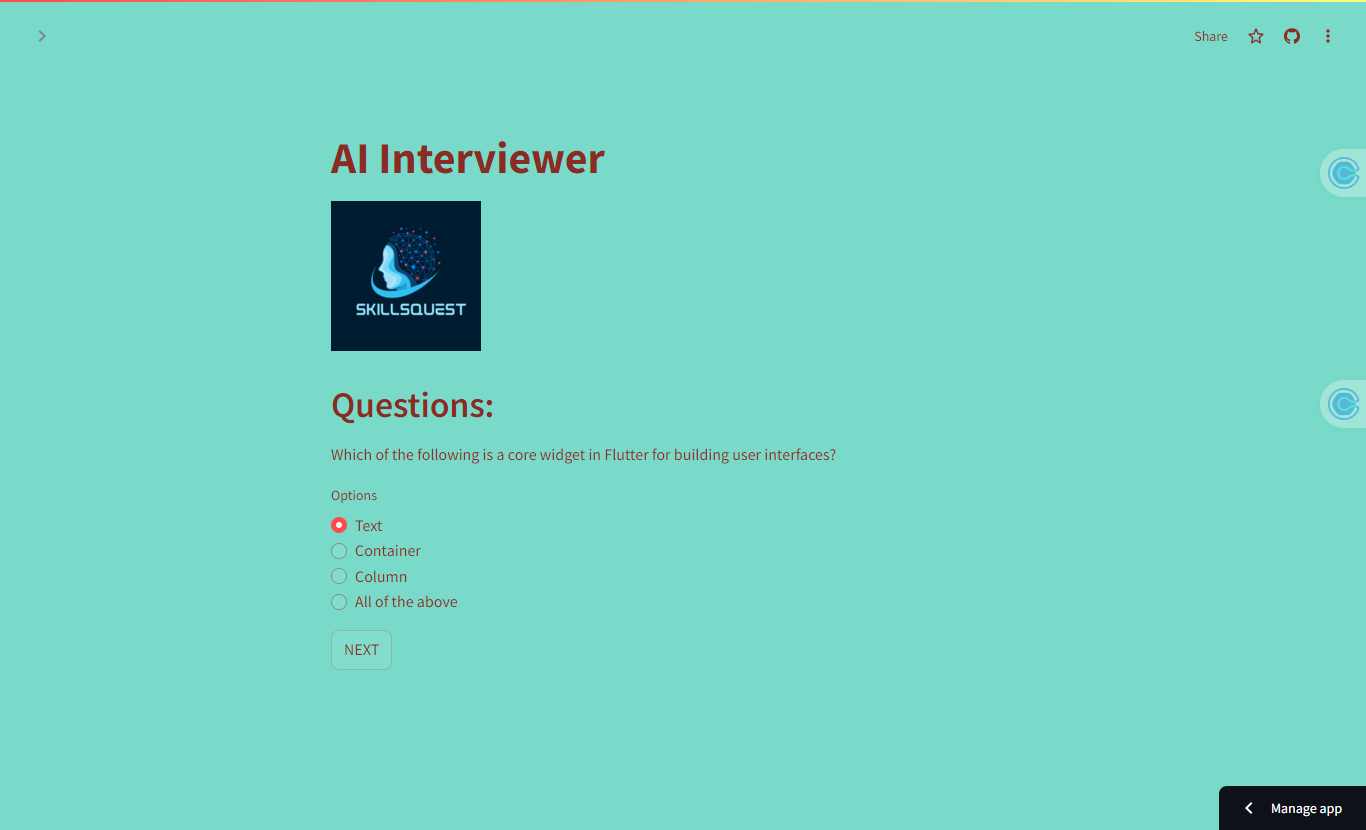 Share
AI Interviewer
SKILLSQUEST
Questions:
Which of the following is a core widget in Flutter for building user interfaces?
Options
Text
Container
Column
All of the above
NEXT
Manage app